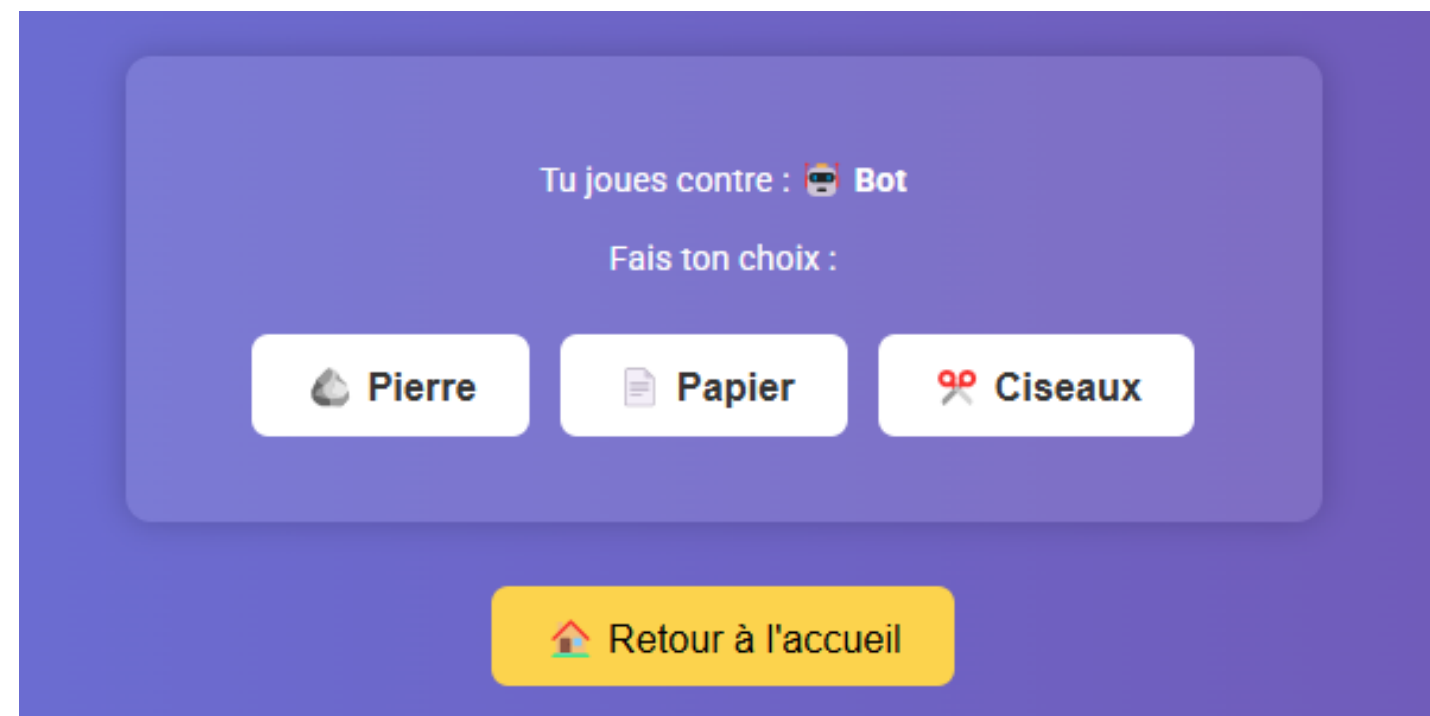 Tu joues contre : 🤖 Bot
Fais ton choix :
🪨 Pierre
📄 Papier
✂️ Ciseaux
🏠 Retour à l'accueil